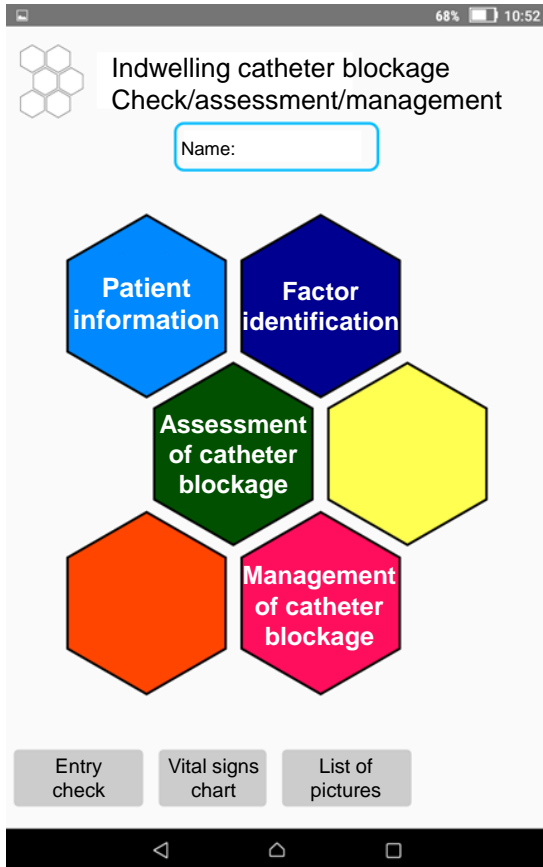 68% 10:52
Indwelling catheter blockage
Check/assessment/management
Name:
Patient
information
Factor
identification
Assessment
of catheter
blockage
Management
of catheter
blockage
Entry
check
Vital signs
chart
List of
pictures